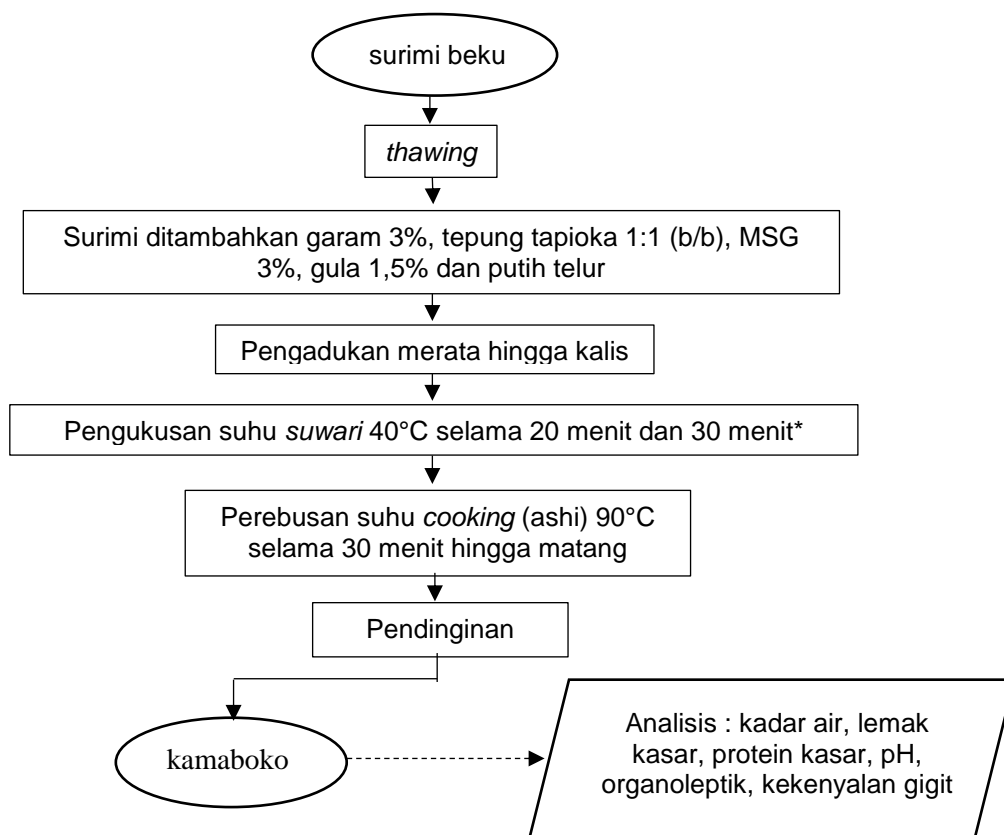 surimi beku
thawing
Surimi ditambahkan garam 3%, tepung tapioka 1:1 (b/b), MSG
3%, gula 1,5% dan putih telur
Pengadukan merata hingga kalis
Pengukusan suhu suwari 40°C selama 20 menit dan 30 menit*
Perebusan suhu cooking (ashi) 90°C
selama 30 menit hingga matang
Pendinginan
kamaboko
Analisis : kadar air, lemak
kasar, protein kasar, pH,
organoleptik, kekenyalan gigit